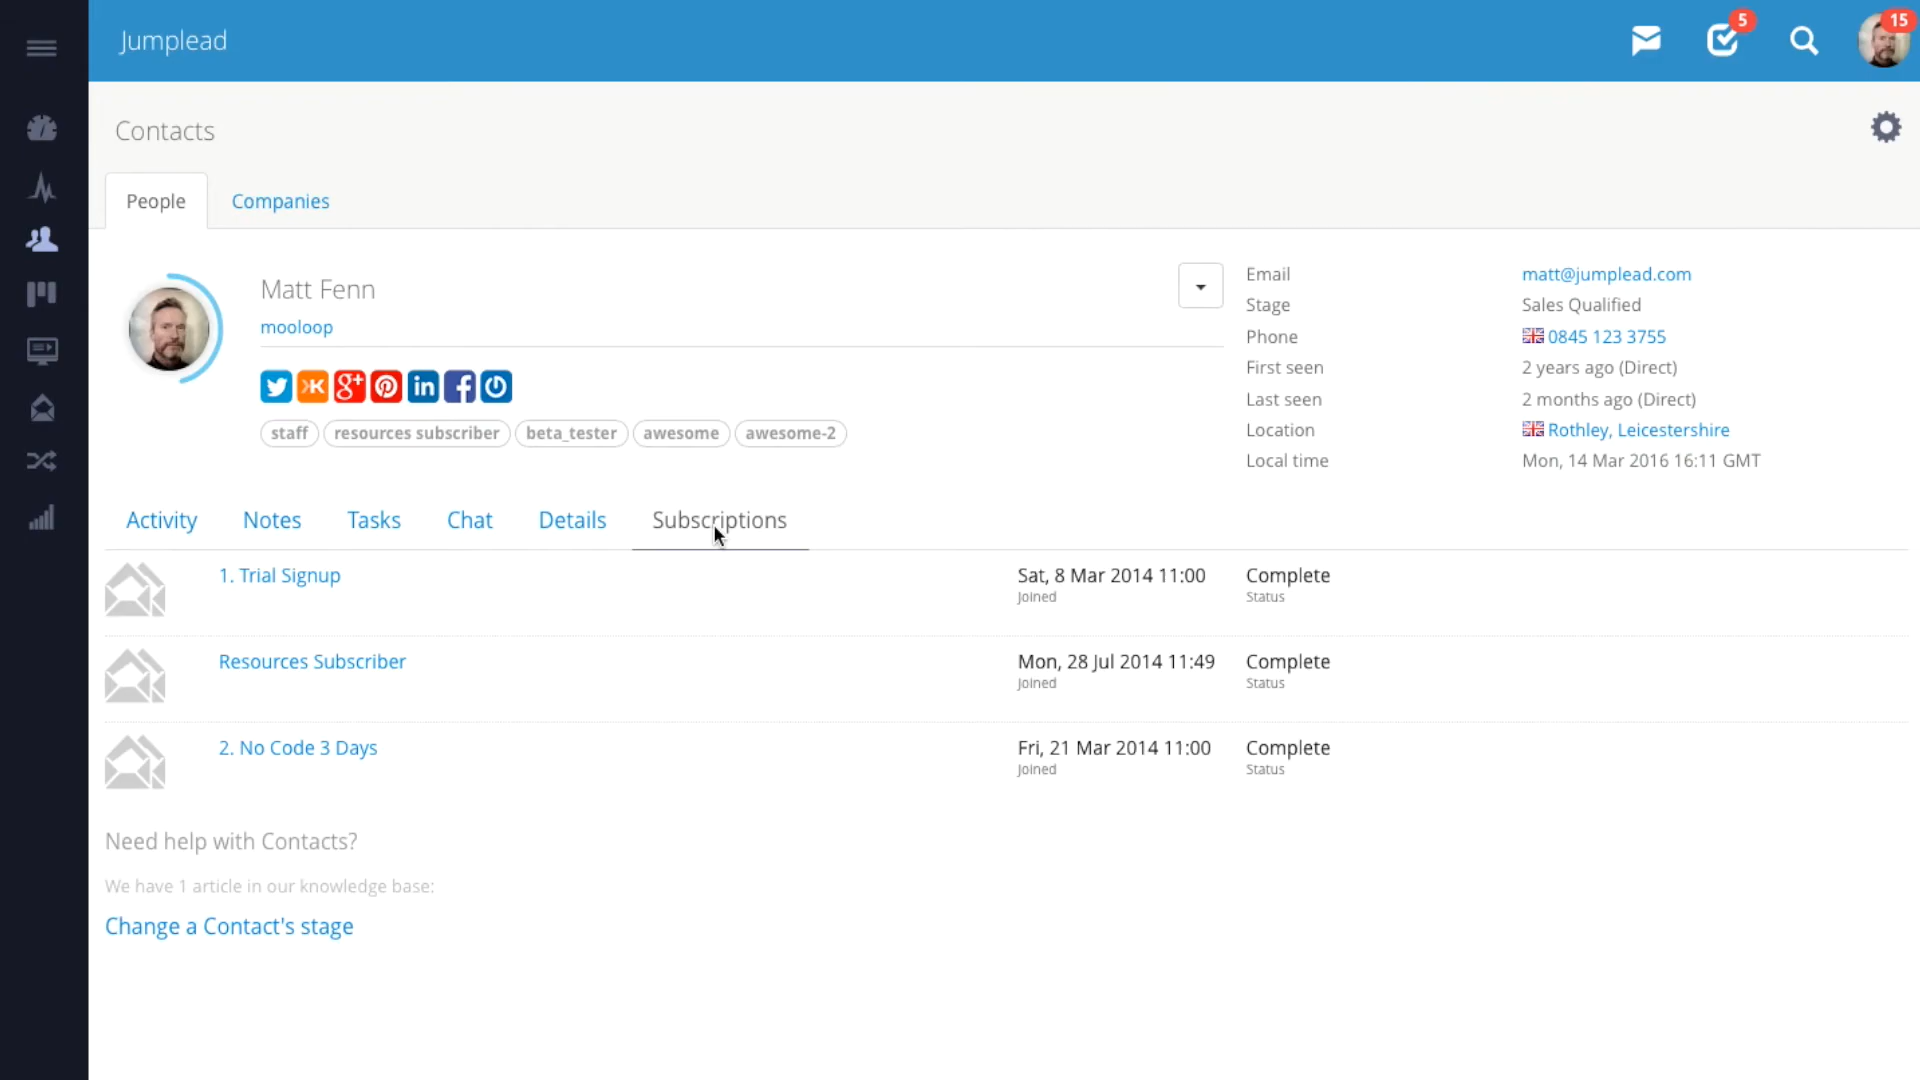 Jumplead
5
15
Contacts
People Companies
Matt Fenn
mooloop
staff resources subscriber beta_tester awesome awesome-2
Email matt@jumplead.com
Stage Sales Qualified
Phone 0845 123 3755
First seen 2 years ago (Direct)
Last seen 2 months ago (Direct)
Location Rothley, Leicestershire
Local time Mon, 14 Mar 2016 16:11 GMT
Activity Notes Tasks Chat Details Subscriptions
1. Trial Signup Sat, 8 Mar 2014 11:00 Complete
Joined Status
Resources Subscriber Mon, 28 Jul 2014 11:49 Complete
Joined Status
2. No Code 3 Days Fri, 21 Mar 2014 11:00 Complete
Joined Status
Need help with Contacts?
We have 1 article in our knowledge base:
Change a Contact's stage